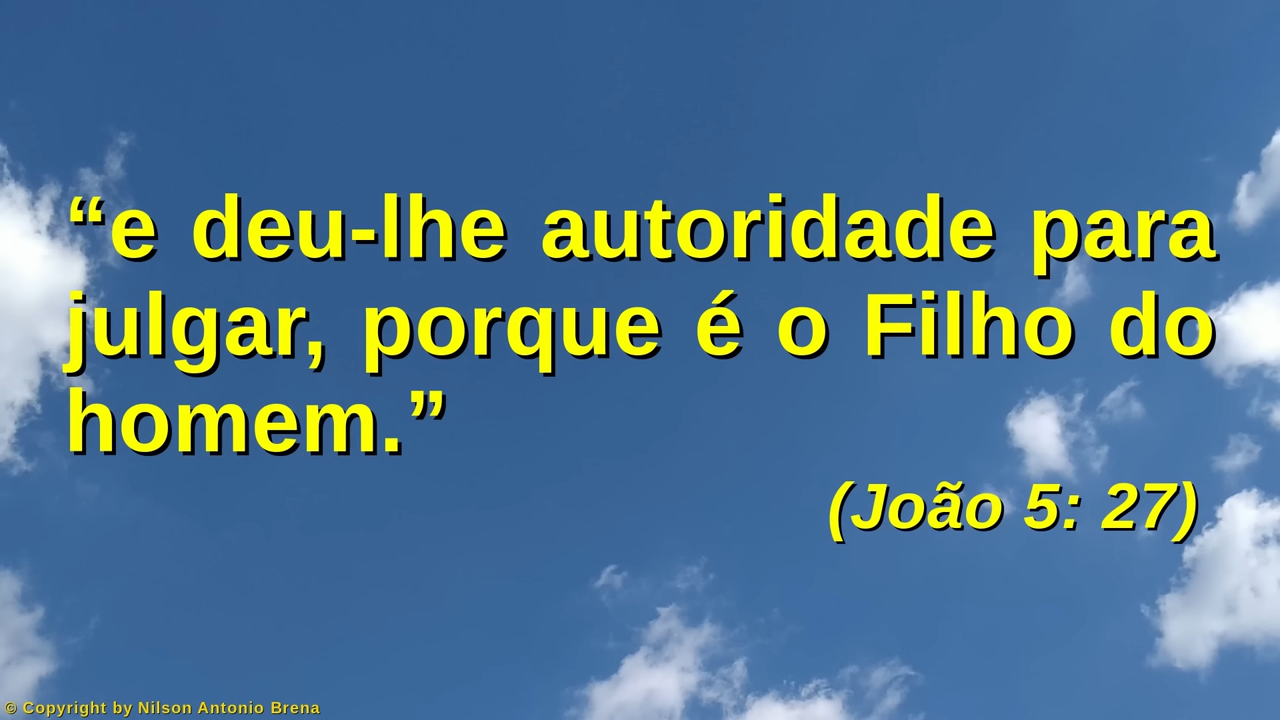 “e deu-lhe autoridade para
julgar, porque é o Filho do
homem.”
(João 5: 27)
© Copyright by Nilson Antonio Brena